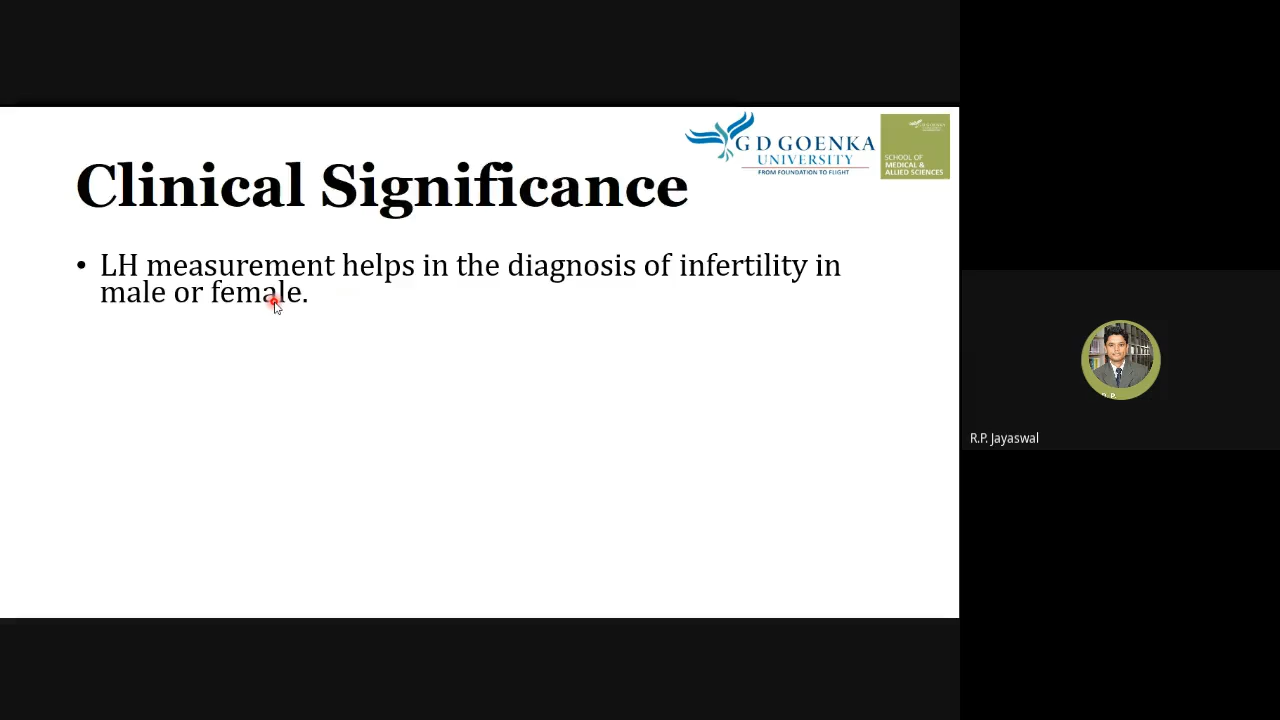 G D GOENKA
UNIVERSITY
FROM FOUNDATION TO FLIGHT
SCHOOL OF
MEDICAL &
ALLIED SCIENCES
Clinical Significance
• LH measurement helps in the diagnosis of infertility in
male or female.
R.P. Jayaswal